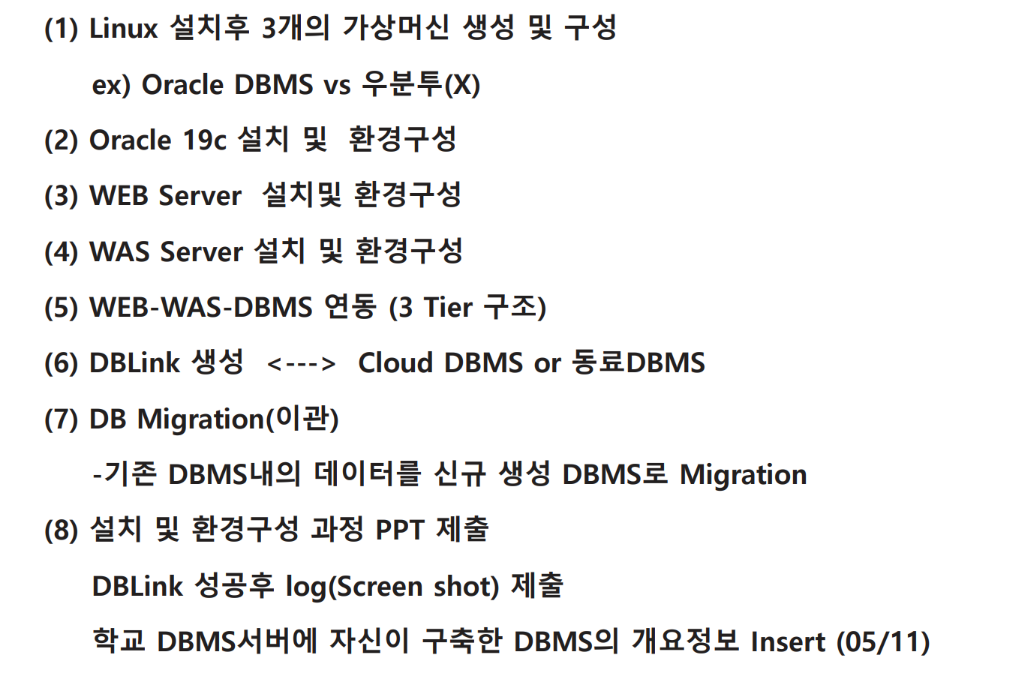 (1) Linux 설치후 3개의 가상머신 생성 및 구성
ex) Oracle DBMS vs 우분투(X)
(2) Oracle 19c 설치 및 환경구성
(3) WEB Server 설치및 환경구성
(4) WAS Server 설치 및 환경구성
(5) WEB-WAS-DBMS 연동 (3 Tier 구조)
(6) DBLink 생성 <---> Cloud DBMS or 동료DBMS
(7) DB Migration(이관)
-기존 DBMS내의 데이터를 신규 생성 DBMS로 Migration
(8) 설치 및 환경구성 과정 PPT 제출
DBLink 성공후 log(Screen shot) 제출
학교 DBMS서버에 자신이 구축한 DBMS의 개요정보 Insert (05/11)